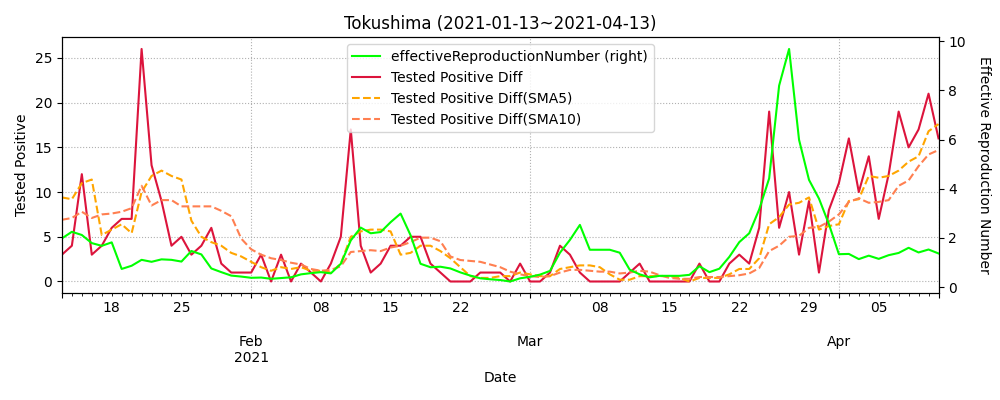 Tokushima (2021-01-13~2021-04-13)
effectiveReproductionNumber (right)
Tested Positive Diff
Tested Positive Diff(SMA5)
Tested Positive Diff(SMA10)
Tested Positive
25
20
15
10
5
0
Effective Reproduction Number
10
8
6
4
2
0
18 25 08 15 22 08 15 22 29 05
Feb Mar Apr
2021
Date